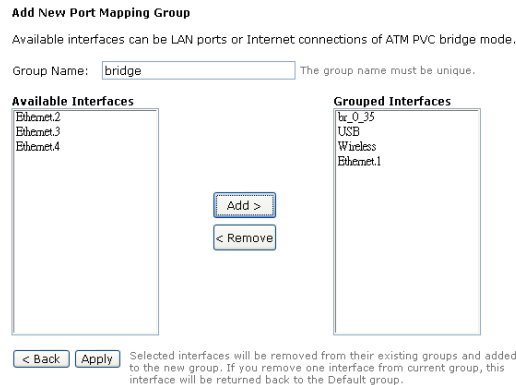 Add New Port Mapping Group
Available interfaces can be LAN ports or Internet connections of ATM PVC bridge mode.
Group Name: bridge The group name must be unique.
Available Interfaces
Ethernet.2
Ethernet.3
Ethernet.4
Add >
< Remove
Grouped Interfaces
br_0_35
USB
Wireless
Ethernet.1
< Back Apply
Selected interfaces will be removed from their existing groups and added
to the new group. If you remove one interface from current group, this
interface will be returned back to the Default group.